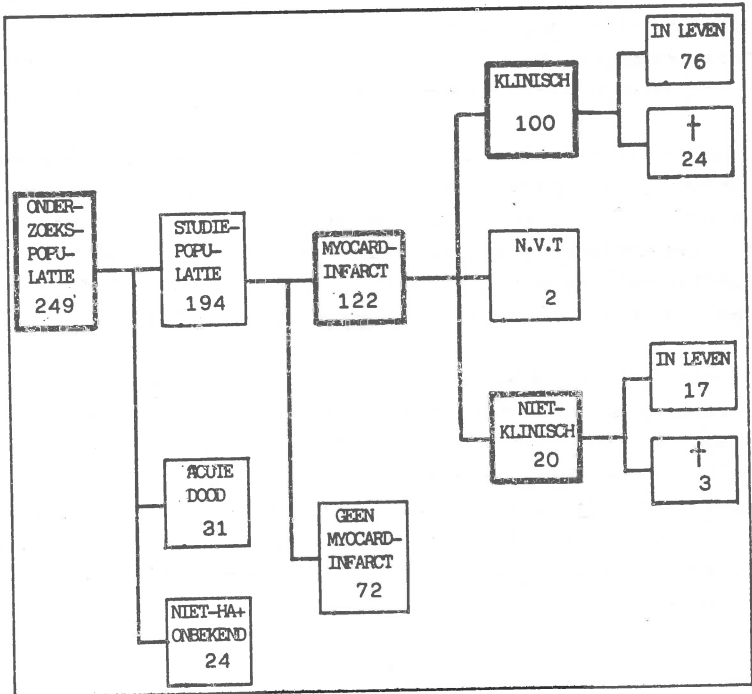 ONDER-
ZOEKS-
POPU-
LATIE
249
STUDIE-
POPU-
LATIE
194
ACUTE
DOOD
31
NIET-HA+
ONBEKEND
24
MYOCARD-
INFARCT
122
GEEN
MYOCARD-
INFARCT
72
KLINISCH
100
N.V.T
2
NIET-
KLINISCH
20
IN LEVEN
76
†
24
IN LEVEN
17
†
3